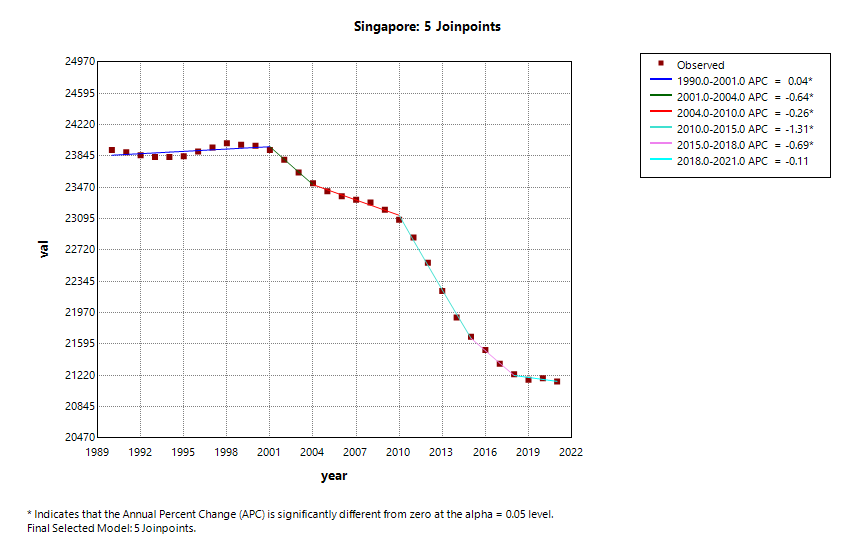 Singapore: 5 Joinpoints
24970
24595
24220
23845
23470
23095
22720
22345
21970
21595
21220
20845
20470
val
1989 1992 1995 1998 2001 2004 2007 2010 2013 2016 2019 2022
year
Observed
1990.0-2001.0 APC = 0.04*
2001.0-2004.0 APC = -0.64*
2004.0-2010.0 APC = -0.26*
2010.0-2015.0 APC = -1.31*
2015.0-2018.0 APC = -0.69*
2018.0-2021.0 APC = -0.11
* Indicates that the Annual Percent Change (APC) is significantly different from zero at the alpha = 0.05 level.
Final Selected Model: 5 Joinpoints.